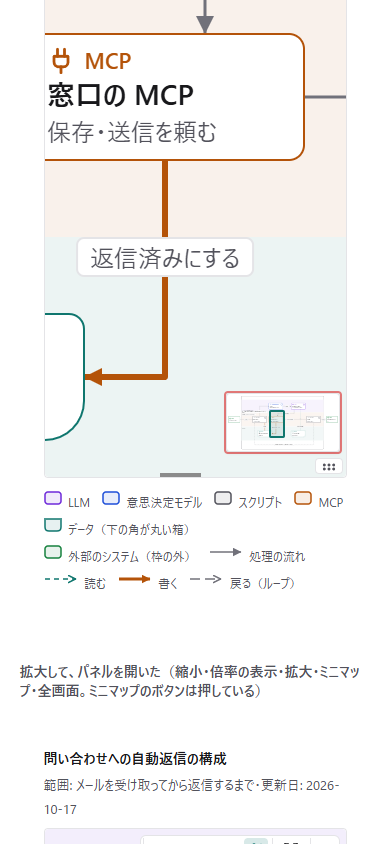 MCP
窓口の MCP
保存・送信を頼む
返信済みにする
LLM 意思決定モデル スクリプト MCP
データ（下の角が丸い箱）
外部のシステム（枠の外） 処理の流れ
読む 書く 戻る（ループ）
拡大して、パネルを開いた（縮小・倍率の表示・拡大・ミニマッ
プ・全画面。ミニマップのボタンは押している）
問い合わせへの自動返信の構成
範囲: メールを受け取ってから返信するまで・更新日: 2026-
10-17